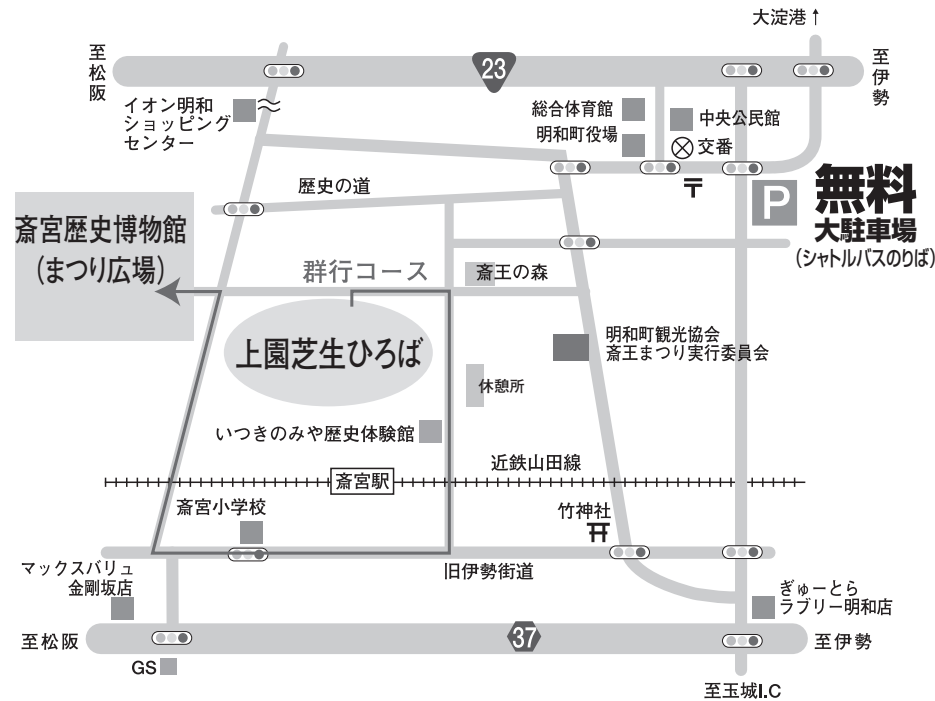 大淀港↑
至松阪
23
至伊勢
イオン明和
ショッピング
センター
総合体育館
明和町役場
中央公民館
交番
〒
P
無料
大駐車場
(シャトルバスのりば)
歴史の道
斎宮歴史博物館
(まつり広場)
群行コース
斎王の森
上園芝生ひろば
明和町観光協会
斎王まつり実行委員会
休憩所
いつきのみや歴史体験館
近鉄山田線
斎宮駅
斎宮小学校
竹神社
旧伊勢街道
マックスバリュ
金剛坂店
ぎゅーとら
ラブリー明和店
至松阪
37
至伊勢
GS
至玉城I.C